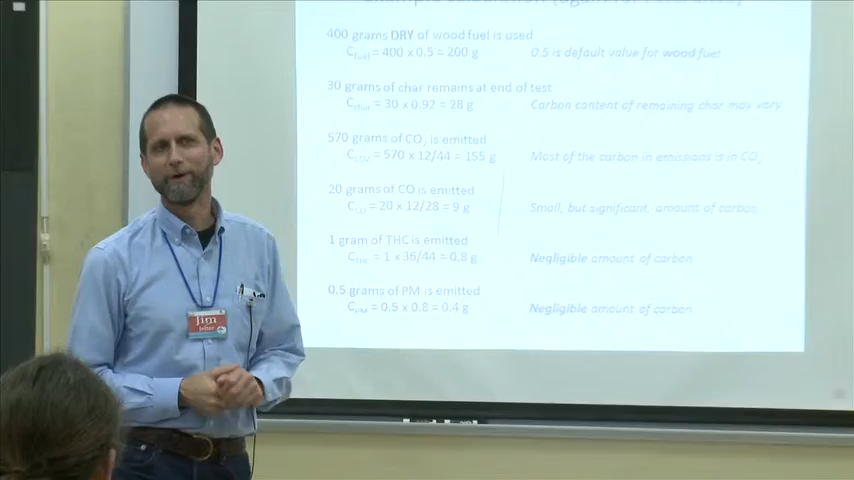 400 grams DRY of wood fuel is used
Cfuel = 400 x 0.5 = 200 g 0.5 is default value for wood fuel
30 grams of char remains at end of test
Cchar = 30 x 0.92 = 28 g Carbon content of remaining char may vary
570 grams of CO2 is emitted
CCO2 = 570 x 12/44 = 155 g Most of the carbon in emissions is in CO2
20 grams of CO is emitted
CCO = 20 x 12/28 = 9 g Small, but significant, amount of carbon
1 gram of THC is emitted
CTHC = 1 x 36/44 = 0.8 g Negligible amount of carbon
0.5 grams of PM is emitted
CPM = 0.5 x 0.8 = 0.4 g Negligible amount of carbon
Jim